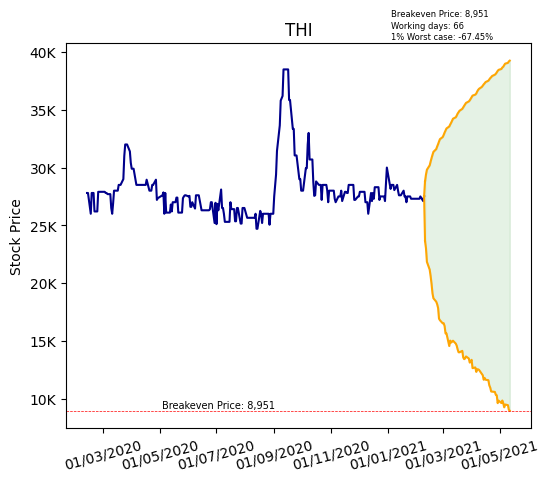 Breakeven Price: 8,951
Working days: 66
1% Worst case: -67.45%
THI
40K
35K
30K
25K
20K
15K
10K
Stock Price
Breakeven Price: 8,951
01/03/2020
01/05/2020
01/07/2020
01/09/2020
01/11/2020
01/01/2021
01/03/2021
01/05/2021